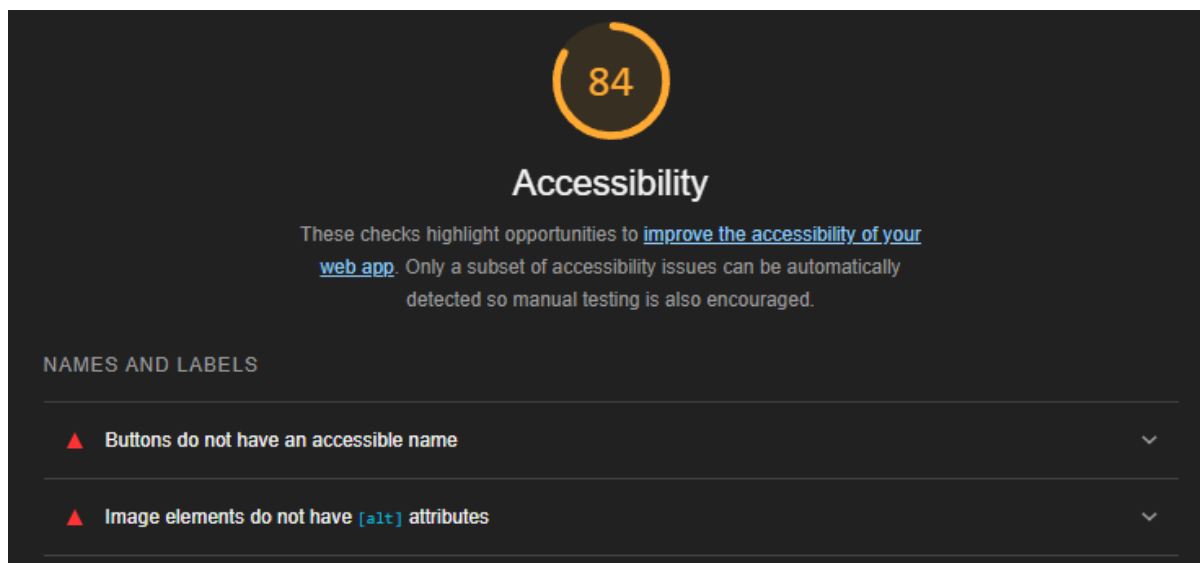 84
Accessibility
These checks highlight opportunities to improve the accessibility of your
web app. Only a subset of accessibility issues can be automatically
detected so manual testing is also encouraged.
NAMES AND LABELS
Buttons do not have an accessible name
Image elements do not have [alt] attributes